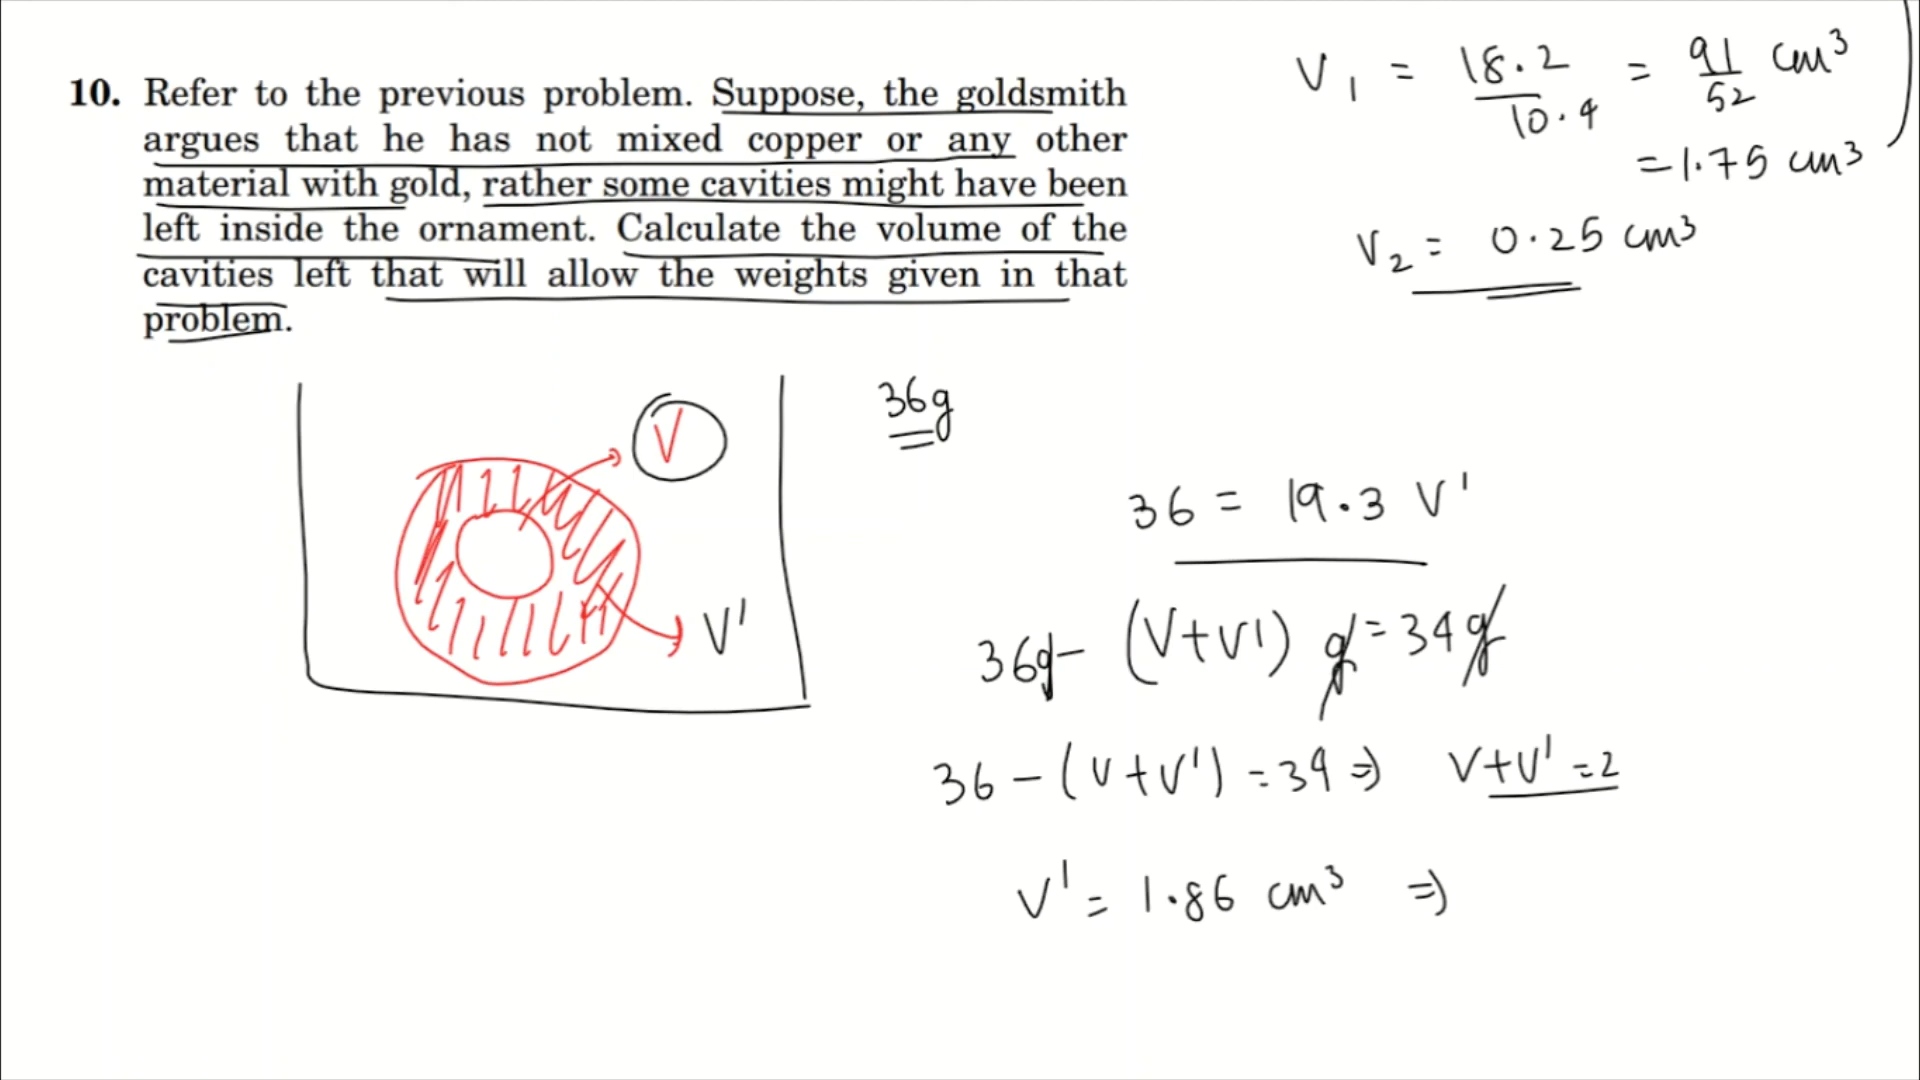 10. Refer to the previous problem. Suppose, the goldsmith
argues that he has not mixed copper or any other
material with gold, rather some cavities might have been
left inside the ornament. Calculate the volume of the
cavities left that will allow the weights given in that
problem.
V₁ = 18.2/10.4 = 91/52 cm³
= 1.75 cm³
V₂ = 0.25 cm³
V
V'
36g
36 = 19.3 V'
36g - (V+V') g = 34g
36 - (V+V') = 34 ⇒ V+V' = 2
V' = 1.86 cm³ ⇒